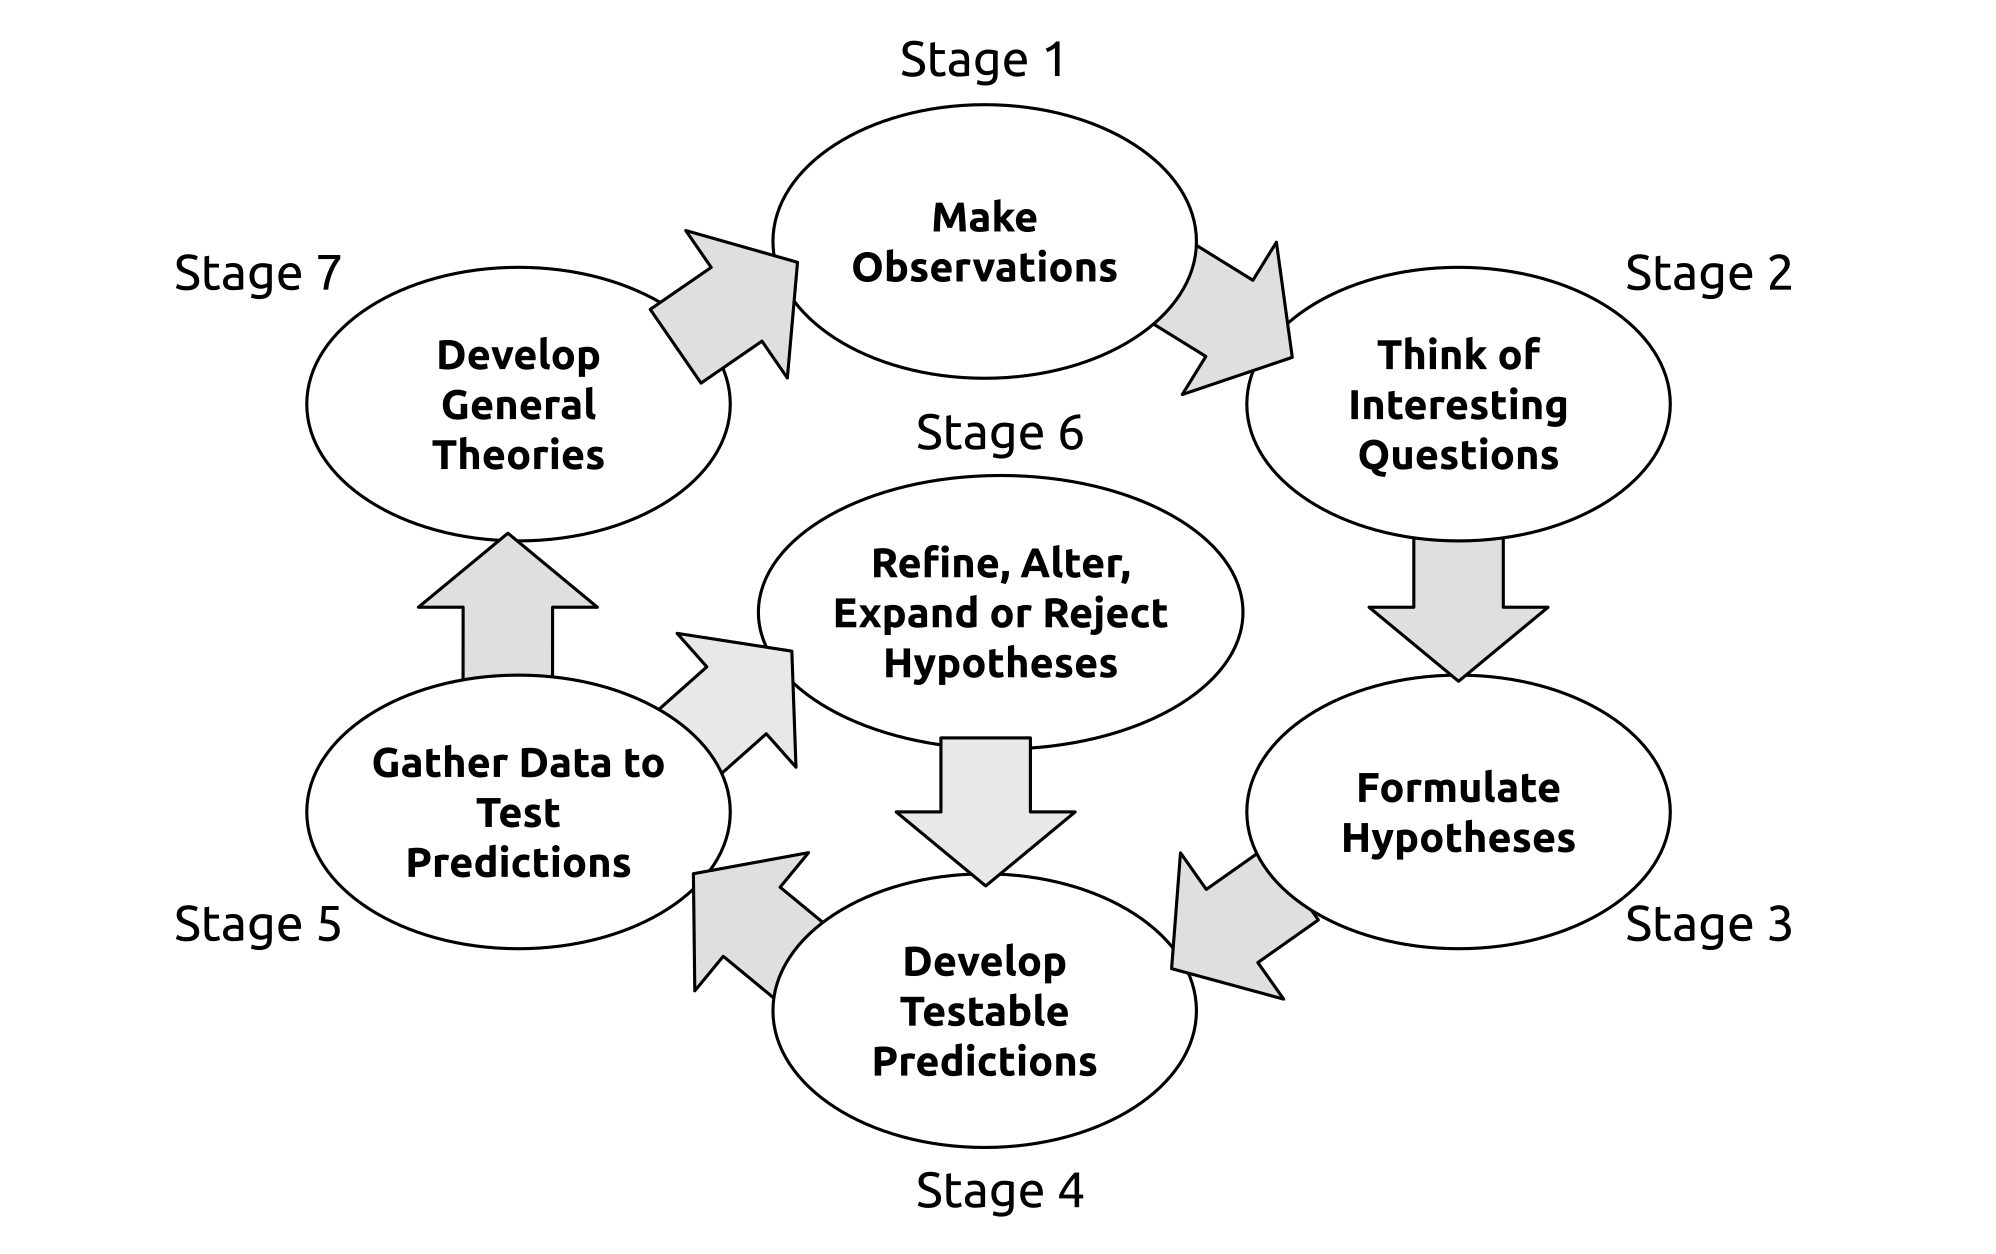 Stage 1
Make
Observations
Stage 2
Think of
Interesting
Questions
Stage 3
Formulate
Hypotheses
Stage 4
Develop
Testable
Predictions
Stage 5
Gather Data to
Test
Predictions
Stage 6
Refine, Alter,
Expand or Reject
Hypotheses
Stage 7
Develop
General
Theories